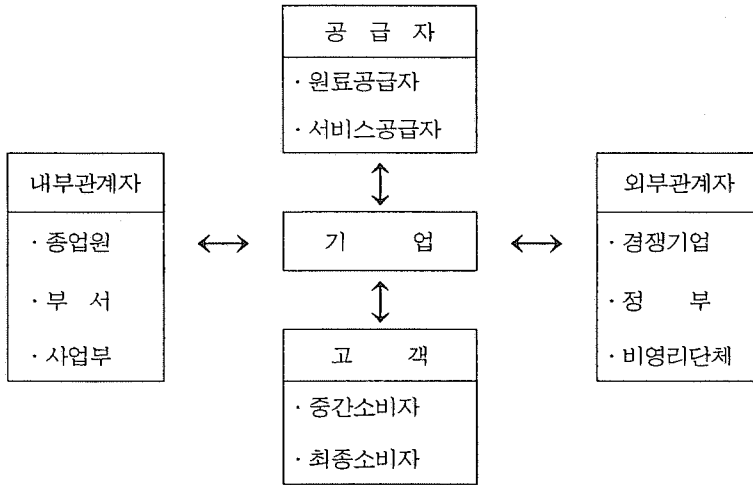 공 급 자
· 원료공급자
· 서비스공급자
내부관계자
· 종업원
· 부 서
· 사업부
기 업
외부관계자
· 경쟁기업
· 정 부
· 비영리단체
고 객
· 중간소비자
· 최종소비자